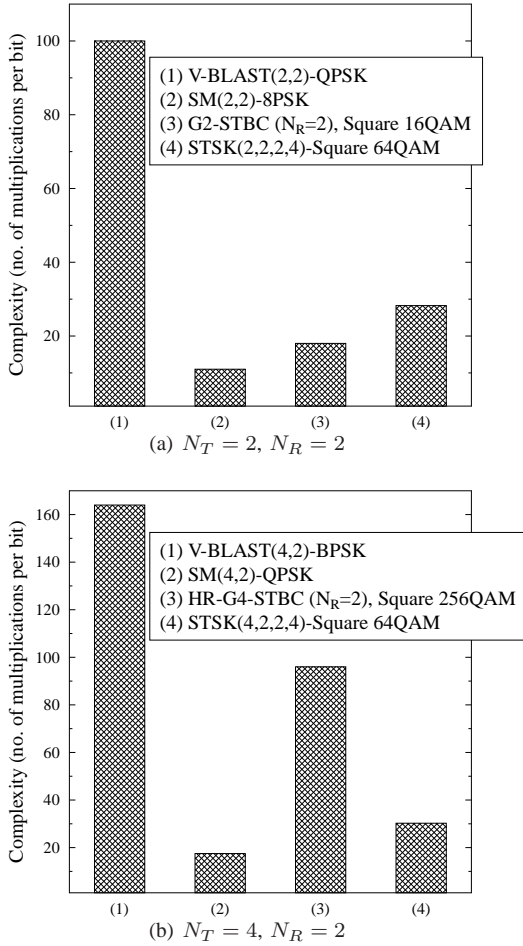 100
80
60
40
20
Complexity (no. of multiplications per bit)
(1) V-BLAST(2,2)-QPSK
(2) SM(2,2)-8PSK
(3) G2-STBC (N_R=2), Square 16QAM
(4) STSK(2,2,2,4)-Square 64QAM
(1) (2) (3) (4)
(a) N_T = 2, N_R = 2
160
140
120
100
80
60
40
20
Complexity (no. of multiplications per bit)
(1) V-BLAST(4,2)-BPSK
(2) SM(4,2)-QPSK
(3) HR-G4-STBC (N_R=2), Square 256QAM
(4) STSK(4,2,2,4)-Square 64QAM
(1) (2) (3) (4)
(b) N_T = 4, N_R = 2